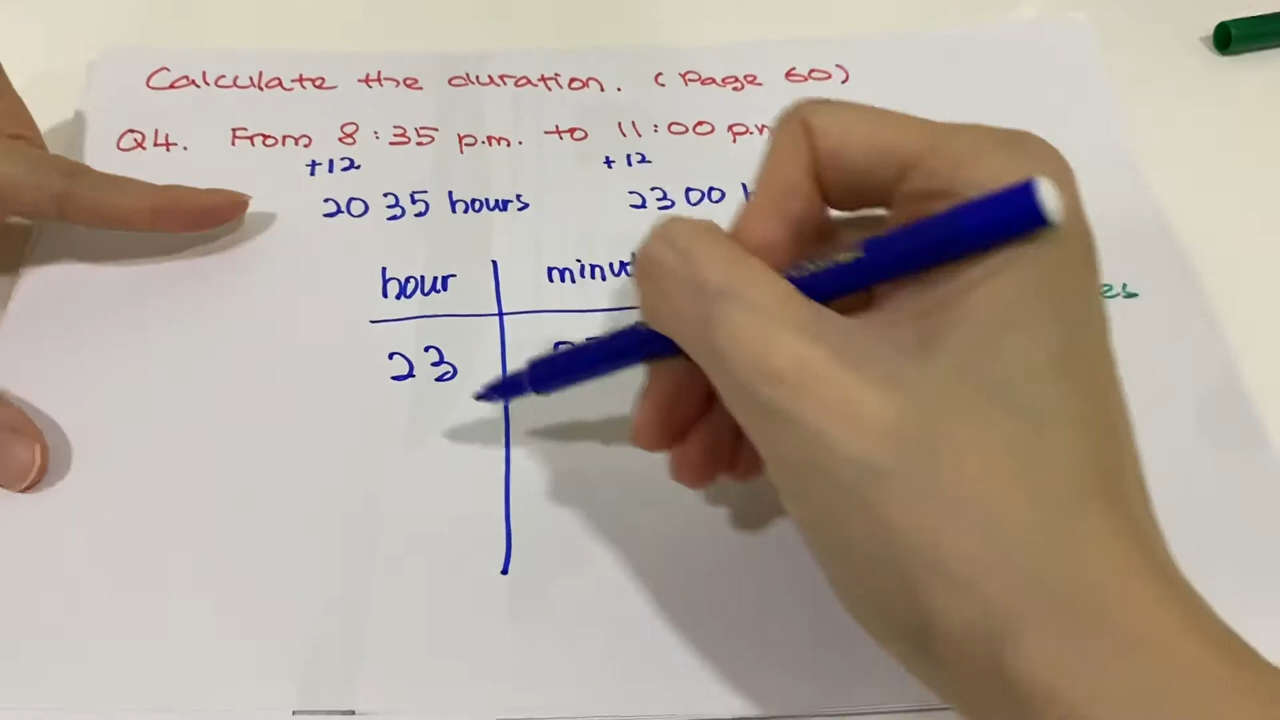 Calculate the duration. (Page 60)
Q4. From 8:35 p.m. to 11:00 p.m
+12 +12
2035 hours 2300
hour
23